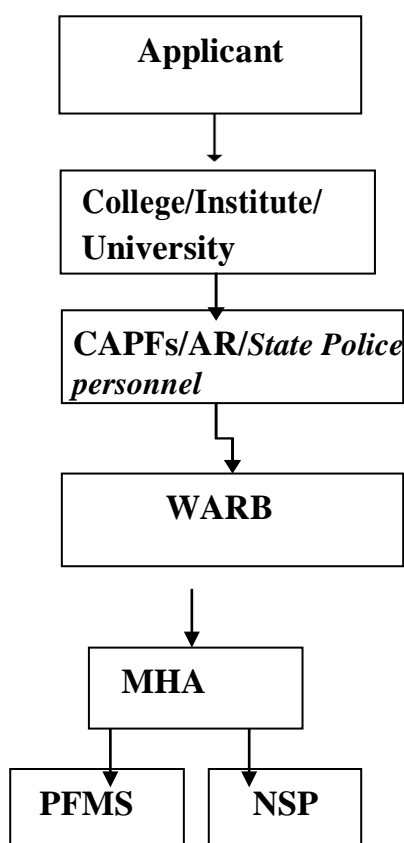 Applicant
College/Institute/
University
CAPFs/AR/State Police
personnel
WARB
MHA
PFMS
NSP